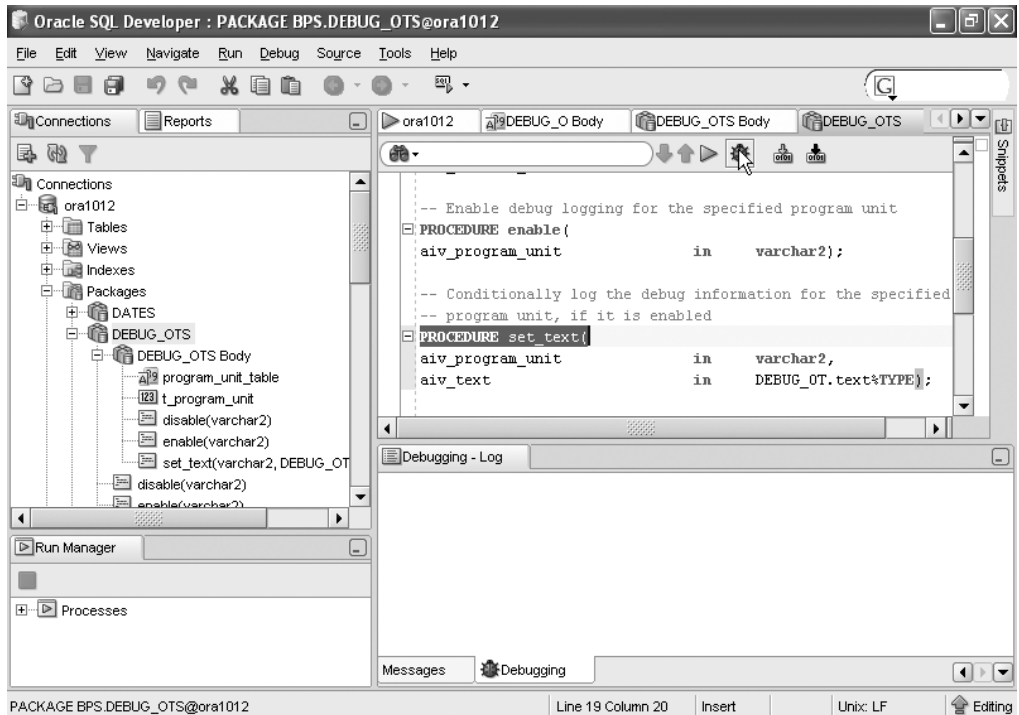 Oracle SQL Developer : PACKAGE BPS.DEBUG_OTS@ora1012
File Edit View Navigate Run Debug Source Tools Help
Connections
Reports
ora1012
DEBUG_O Body
DEBUG_OTS Body
DEBUG_OTS
Snippets
Connections
ora1012
Tables
Views
Indexes
Packages
DATES
DEBUG_OTS
DEBUG_OTS Body
program_unit_table
t_program_unit
disable(varchar2)
enable(varchar2)
set_text(varchar2, DEBUG_OT
disable(varchar2)
enable(varchar2)
-- Enable debug logging for the specified program unit
PROCEDURE enable(
aiv_program_unit in varchar2);
-- Conditionally log the debug information for the specified
-- program unit, if it is enabled
PROCEDURE set_text(
aiv_program_unit in varchar2,
aiv_text in DEBUG_OT.text%TYPE);
Debugging - Log
Run Manager
Processes
Messages
Debugging
PACKAGE BPS.DEBUG_OTS@ora1012
Line 19 Column 20
Insert
Unix: LF
Editing